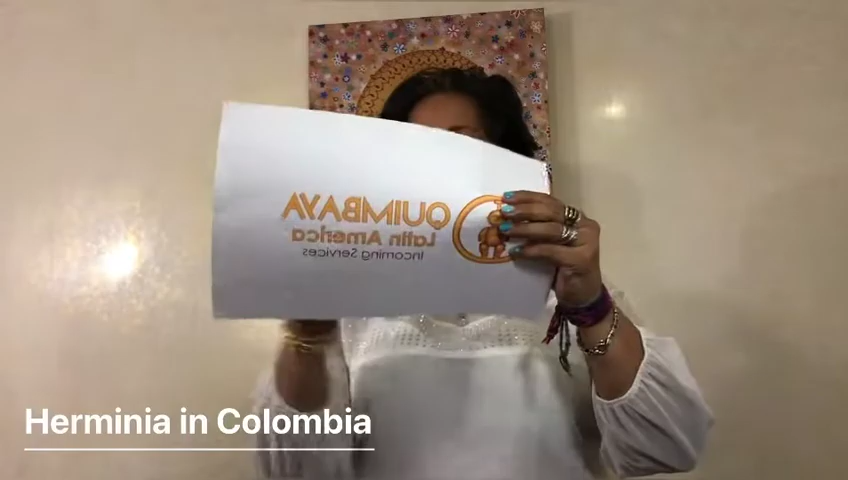 QUIMBAYA
Latin America
Incoming Services
Herminia in Colombia